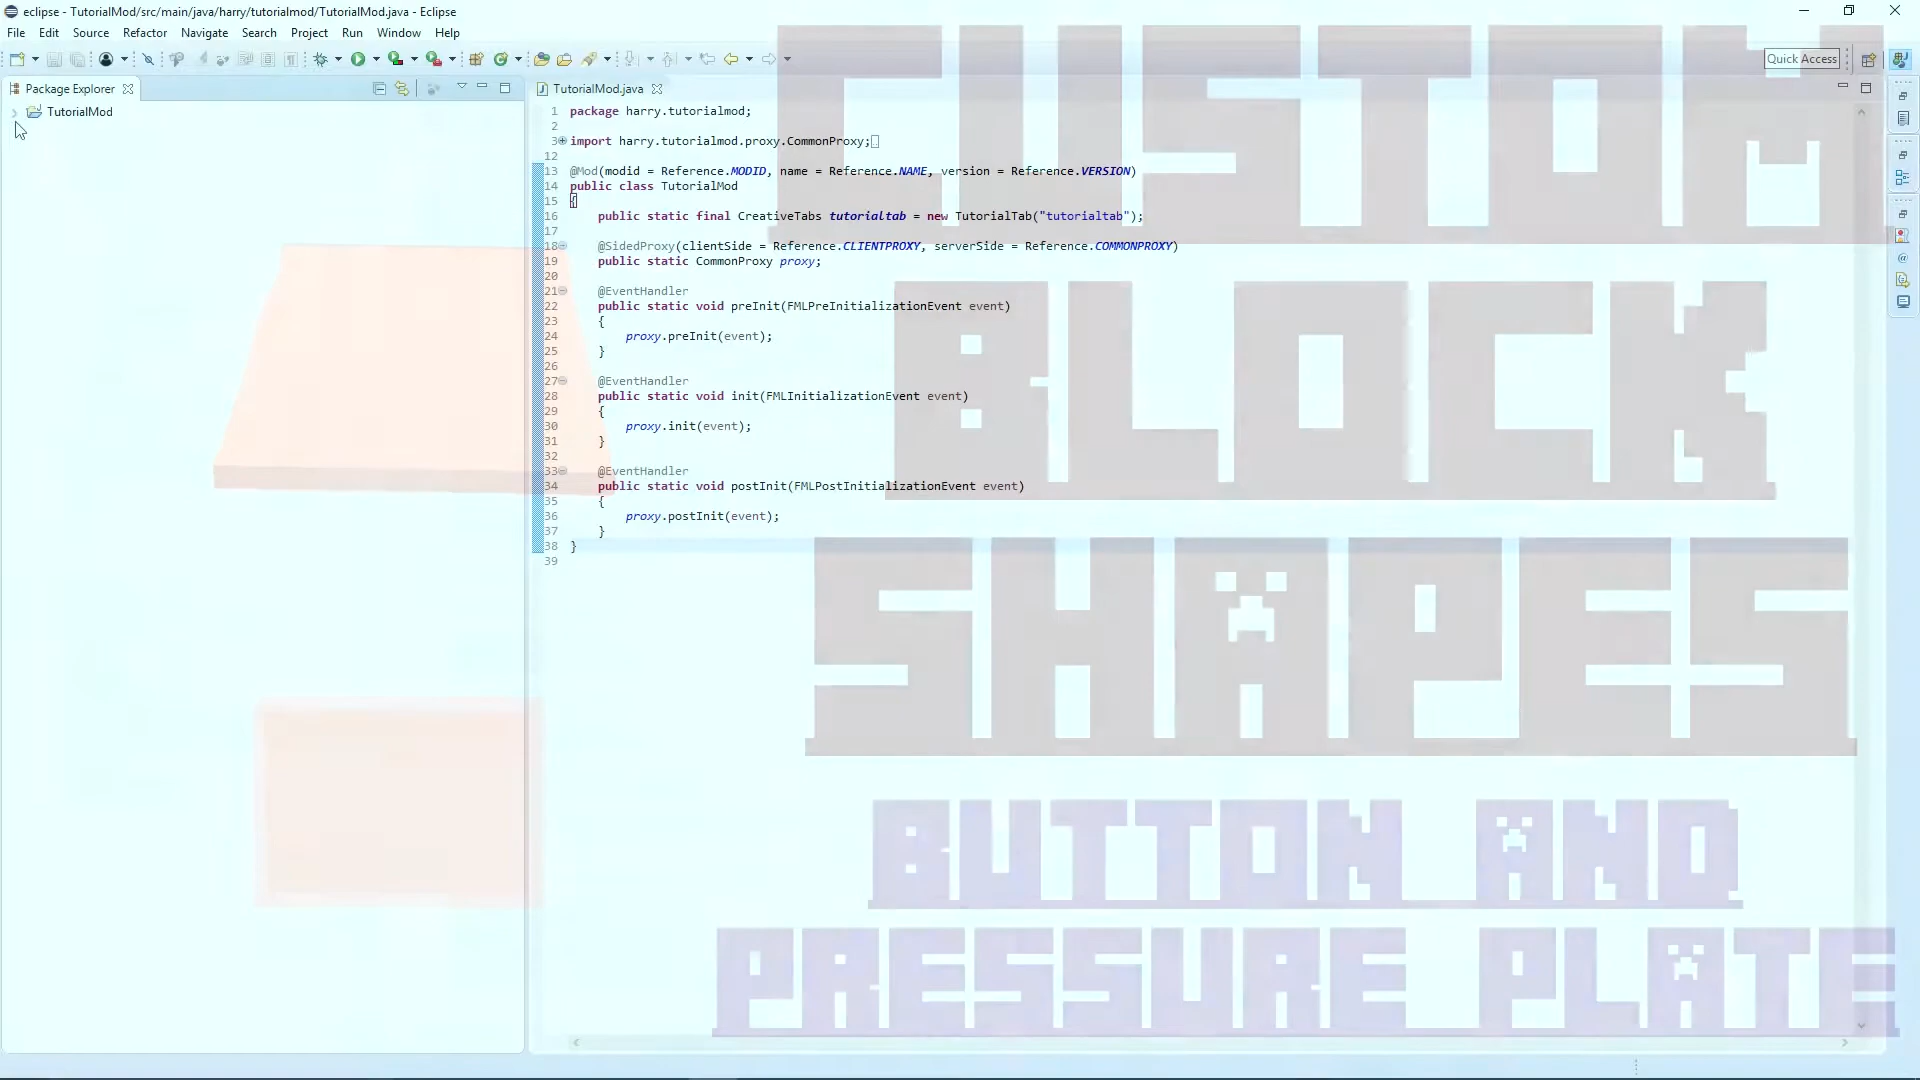 eclipse - TutorialMod/src/main/java/harry/tutorialmod/TutorialMod.java - Eclipse
File Edit Source Refactor Navigate Search Project Run Window Help
Quick Access
Package Explorer
TutorialMod
TutorialMod.java
1 package harry.tutorialmod;
2
3 import harry.tutorialmod.proxy.CommonProxy;
12
13 @Mod(modid = Reference.MODID, name = Reference.NAME, version = Reference.VERSION)
14 public class TutorialMod
15 {
16 public static final CreativeTabs tutorialtab = new TutorialTab("tutorialtab");
17
18 @SidedProxy(clientSide = Reference.CLIENTPROXY, serverSide = Reference.COMMONPROXY)
19 public static CommonProxy proxy;
20
21 @EventHandler
22 public static void preInit(FMLPreInitializationEvent event)
23 {
24 proxy.preInit(event);
25 }
26
27 @EventHandler
28 public static void init(FMLInitializationEvent event)
29 {
30 proxy.init(event);
31 }
32
33 @EventHandler
34 public static void postInit(FMLPostInitializationEvent event)
35 {
36 proxy.postInit(event);
37 }
38 }
39
CUSTOM
BLOCK
SHAPES
BUTTON AND
PRESSURE PLATE